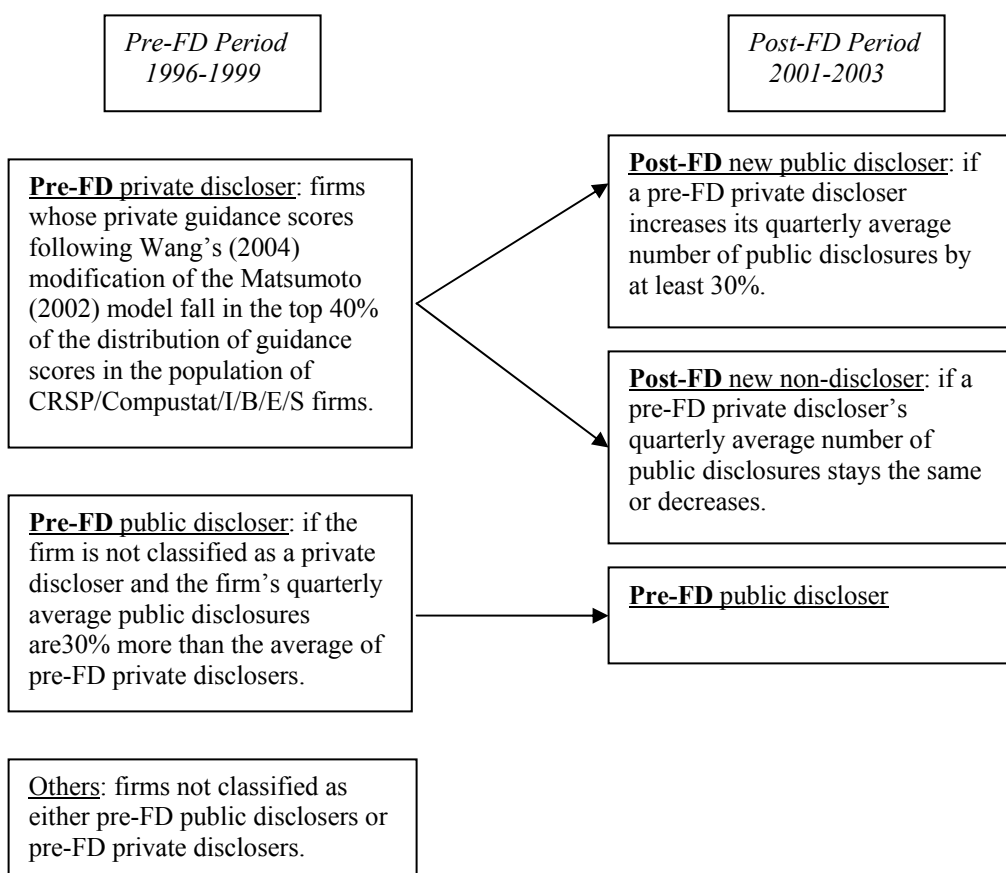 Pre-FD Period
1996-1999
Post-FD Period
2001-2003
Pre-FD private discloser: firms
whose private guidance scores
following Wang’s (2004)
modification of the Matsumoto
(2002) model fall in the top 40%
of the distribution of guidance
scores in the population of
CRSP/Compustat/I/B/E/S firms.
Post-FD new public discloser: if
a pre-FD private discloser
increases its quarterly average
number of public disclosures by
at least 30%.
Post-FD new non-discloser: if a
pre-FD private discloser’s
quarterly average number of
public disclosures stays the same
or decreases.
Pre-FD public discloser: if the
firm is not classified as a private
discloser and the firm’s quarterly
average public disclosures
are30% more than the average of
pre-FD private disclosers.
Pre-FD public discloser
Others: firms not classified as
either pre-FD public disclosers or
pre-FD private disclosers.